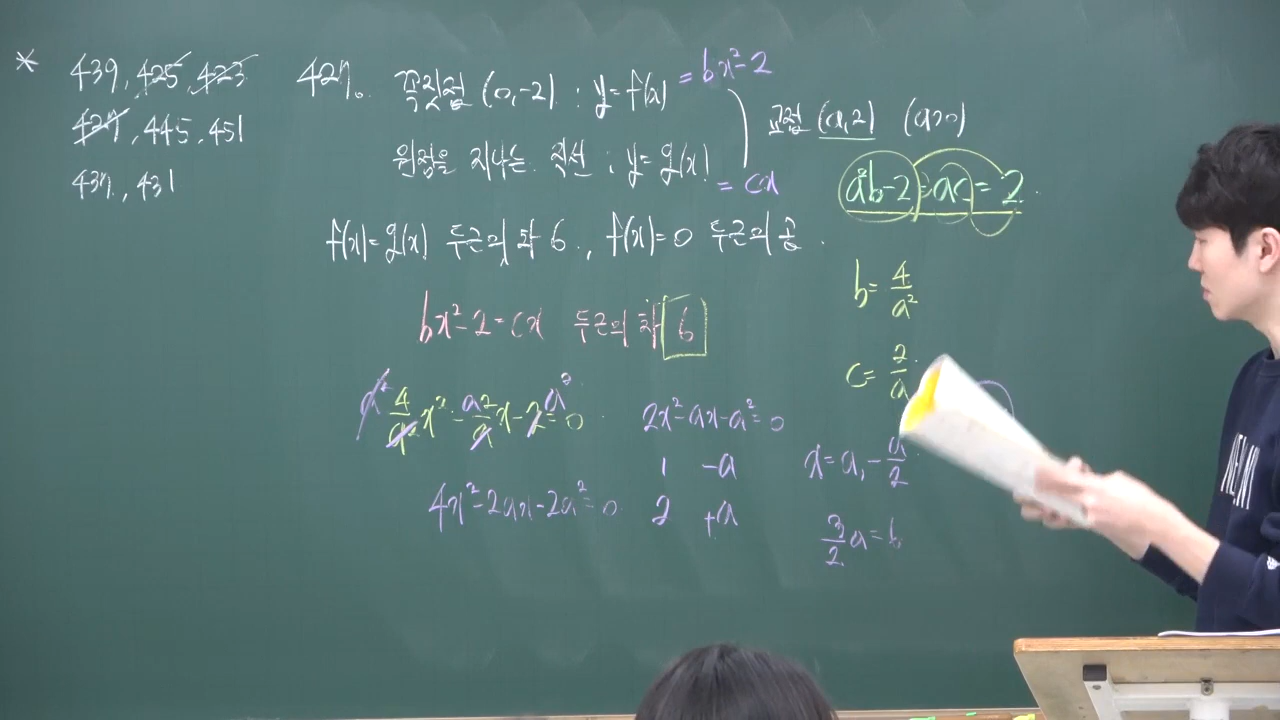 * 439, 425, 423
427, 445, 451
437, 431
427. 꼭짓점 (0,-2) : y=f(x) = bx²-2
원점을 지나는 직선 : y=g(x) = cx
교점 (a,2) (a>0)
a²b-2=ac=2.
f(x)=g(x) 두근의 차 6., f(x)=0 두근의 곱.
b=4/a²
bx²-2=cx 두근의 차 6
c=2/a
a² 4/a² x² - a²2/a x - 2a²=0
2x²-ax-a²=0
1 -a
2 +a
x=a, -a/2
4x²-2ax-2a²=0
3/2 a=6